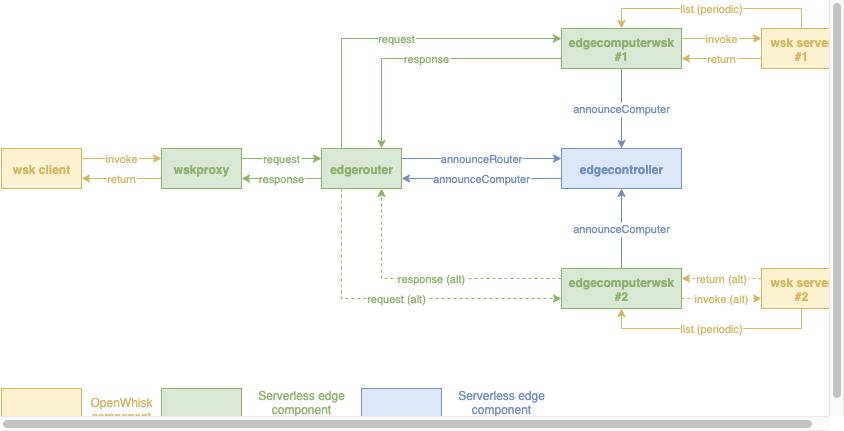 list (periodic)
request
edgecomputerwsk
#1
invoke
wsk serve
#1
response
return
announceComputer
wsk client
invoke
return
wskproxy
request
response
edgerouter
announceRouter
announceComputer
edgecontroller
announceComputer
response (alt)
request (alt)
edgecomputerwsk
#2
return (alt)
invoke (alt)
wsk serve
#2
list (periodic)
OpenWhisk
component
Serverless edge
component
Serverless edge
component